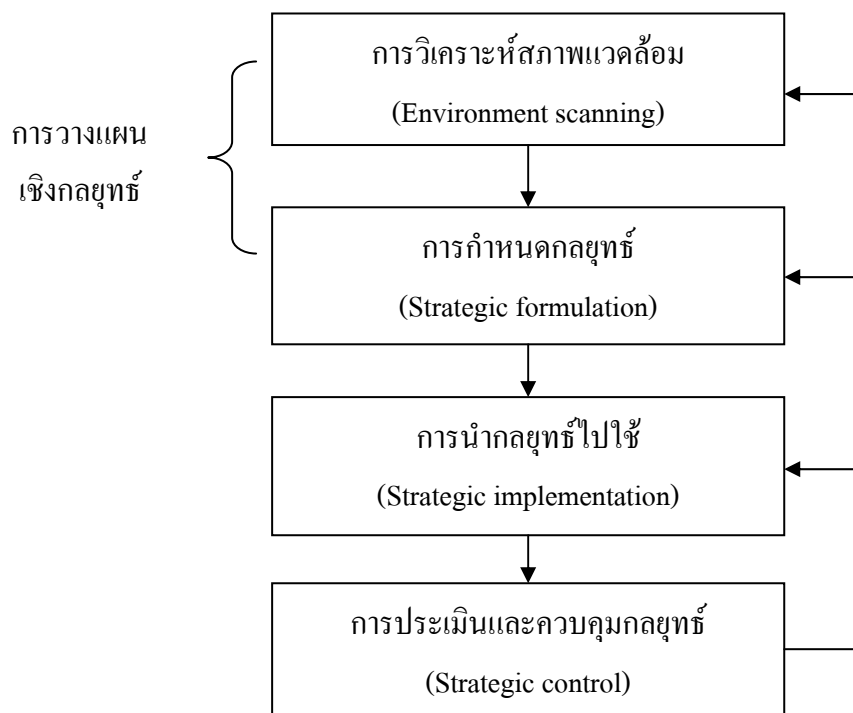 การวิเคราะห์สภาพแวดล้อม
(Environment scanning)
การวางแผน
เชิงกลยุทธ์
การกำหนดกลยุทธ์
(Strategic formulation)
การนำกลยุทธ์ไปใช้
(Strategic implementation)
การประเมินและควบคุมกลยุทธ์
(Strategic control)